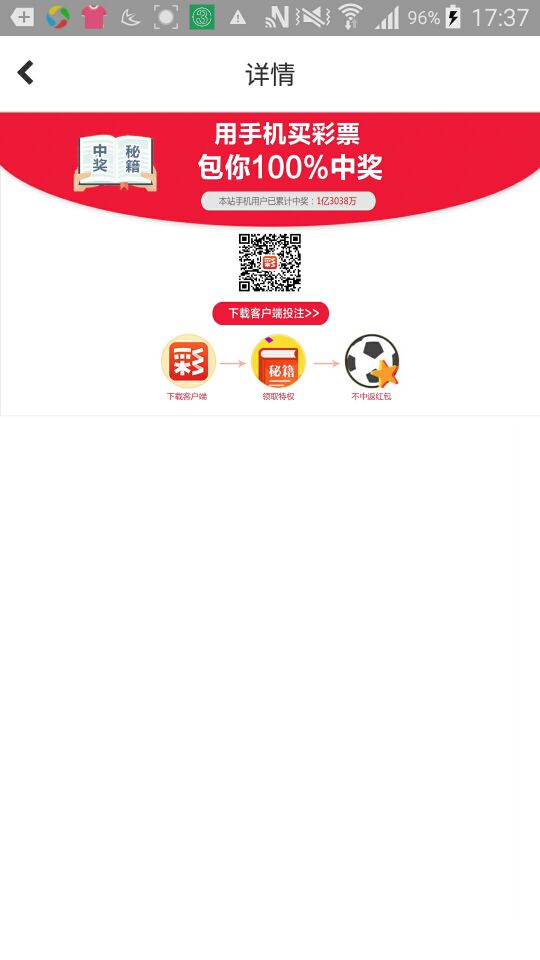 96% 17:37
详情
中奖 秘籍
用手机买彩票
包你100%中奖
本站手机用户已累计中奖：1亿3038万
彩
下载客户端投注>>
彩 秘籍
下载客户端 领取特权 不中返红包